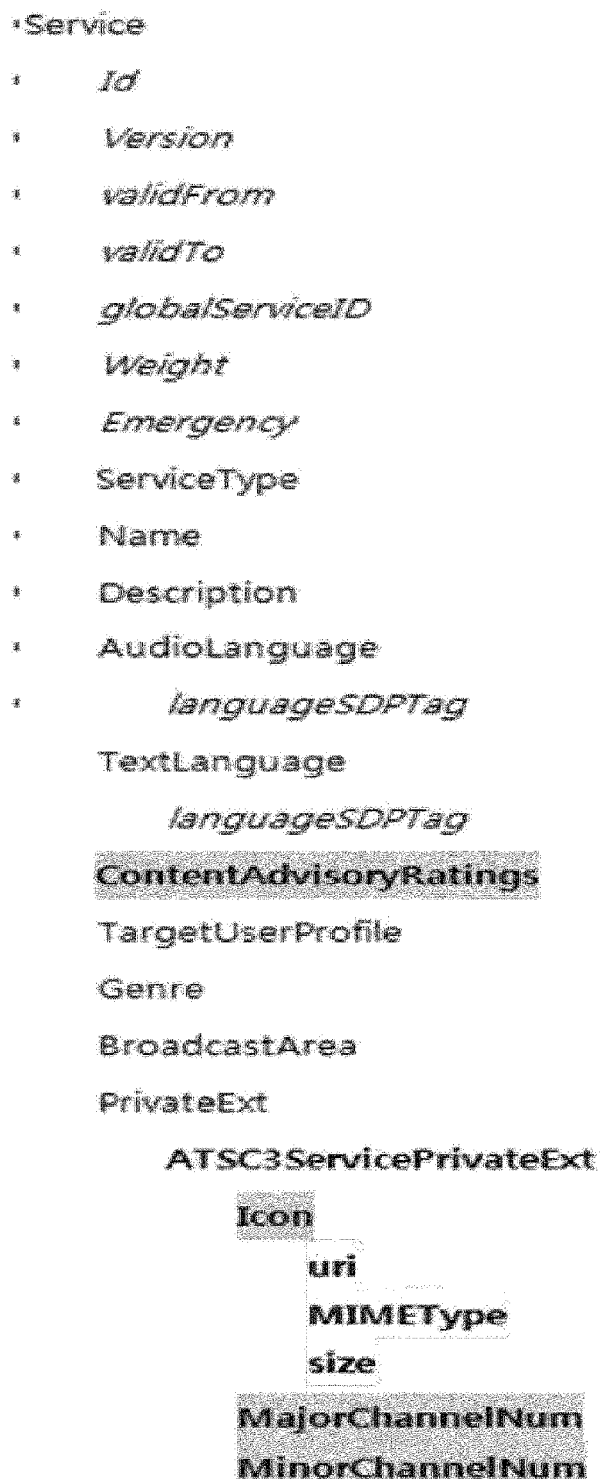 Service
Id
Version
validFrom
validTo
globalServiceID
Weight
Emergency
ServiceType
Name
Description
AudioLanguage
languageSDPTag
TextLanguage
languageSDPTag
ContentAdvisoryRatings
TargetUserProfile
Genre
BroadcastArea
PrivateExt
ATSC3ServicePrivateExt
Icon
uri
MIMEType
size
MajorChannelNum
MinorChannelNum